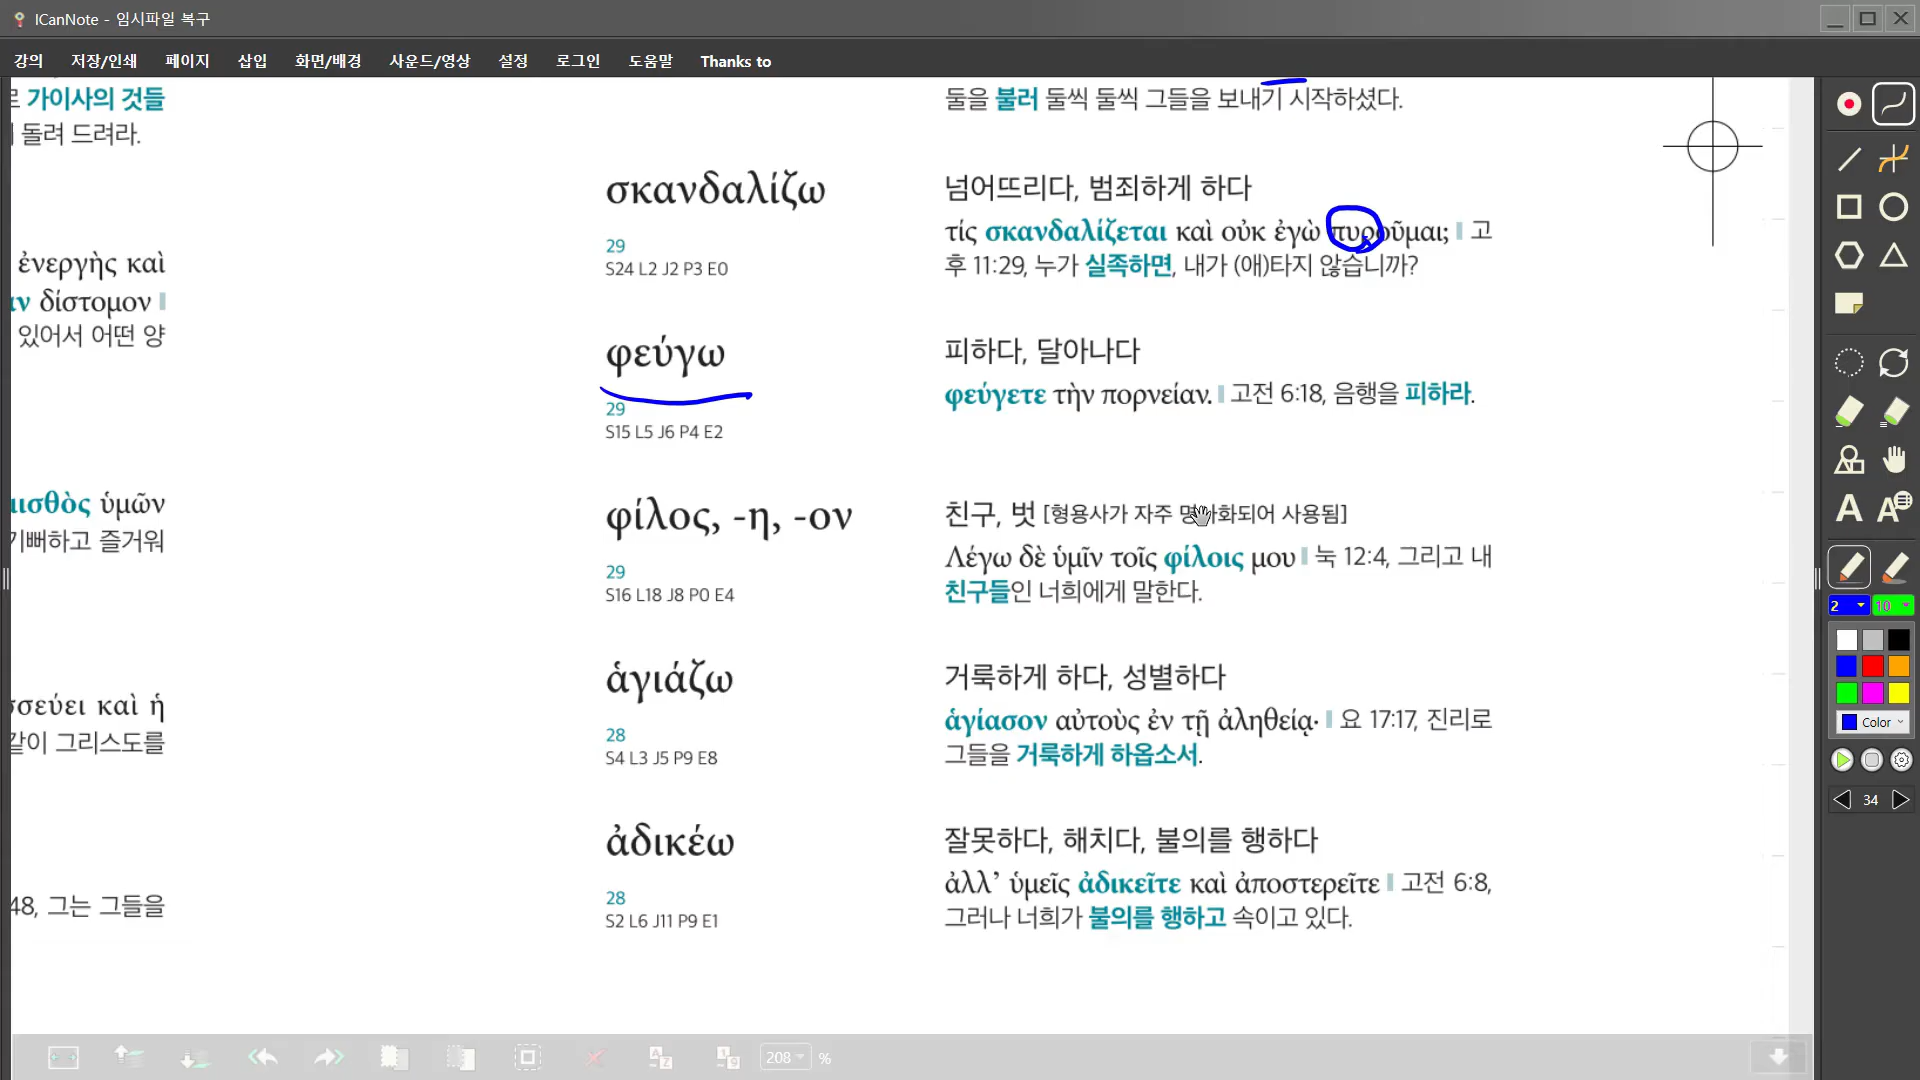 ICanNote - 임시파일 복구
강의 저장/인쇄 페이지 삽입 화면/배경 사운드/영상 설정 로그인 도움말 Thanks to
로 가이사의 것들
돌려 드려라.
ἐνεργὴς καὶ
δίστομον
있어서 어떤 양
ὑμῶν
기뻐하고 즐거워
καὶ ἡ
같이 그리스도를
48, 그는 그들을
둘을 불러 둘씩 둘씩 그들을 보내기 시작하셨다.
σκανδαλίζω
29
S24 L2 J2 P3 E0
넘어뜨리다, 범죄하게 하다
τίς σκανδαλίζεται καὶ οὐκ ἐγὼ πυροῦμαι; 고
후 11:29, 누가 실족하면, 내가 (애)타지 않습니까?
φεύγω
29
S15 L5 J6 P4 E2
피하다, 달아나다
φεύγετε τὴν πορνείαν. 고전 6:18, 음행을 피하라.
φίλος, -η, -ον
29
S16 L18 J8 P0 E4
친구, 벗 [형용사가 자주 명사화되어 사용됨]
Λέγω δὲ ὑμῖν τοῖς φίλοις μου 눅 12:4, 그리고 내
친구들인 너희에게 말한다.
ἁγιάζω
28
S4 L3 J5 P9 E8
거룩하게 하다, 성별하다
ἁγίασον αὐτοὺς ἐν τῇ ἀληθείᾳ· 요 17:17, 진리로
그들을 거룩하게 하옵소서.
ἀδικέω
28
S2 L6 J11 P9 E1
잘못하다, 해치다, 불의를 행하다
ἀλλ’ ὑμεῖς ἀδικεῖτε καὶ ἀποστερεῖτε 고전 6:8,
그러나 너희가 불의를 행하고 속이고 있다.
2 10
Color
34
208 %